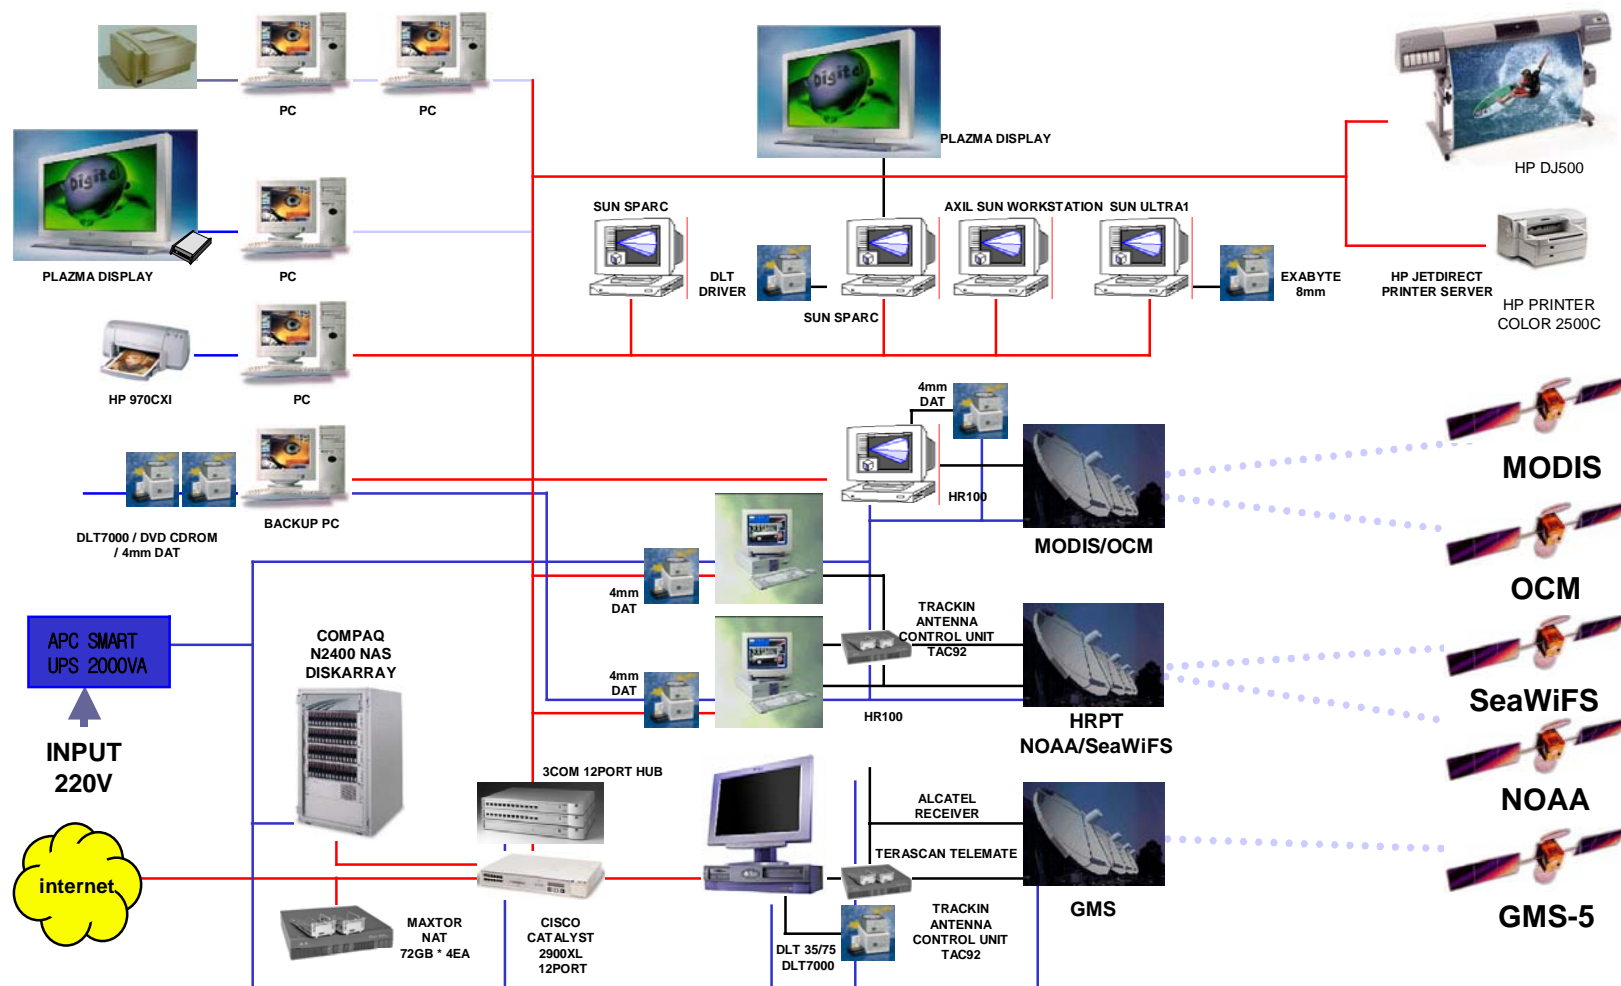 PC
PC
PLAZMA DISPLAY
HP DJ500
Digital
Digital
SUN SPARC
AXIL SUN WORKSTATION
SUN ULTRA1
PLAZMA DISPLAY
PC
DLT
DRIVER
EXABYTE
8mm
HP JETDIRECT
PRINTER SERVER
SUN SPARC
HP PRINTER
COLOR 2500C
HP 970CXI
PC
4mm
DAT
MODIS
HR100
BACKUP PC
DLT7000 / DVD CDROM
/ 4mm DAT
MODIS/OCM
OCM
4mm
DAT
TRACKIN
ANTENNA
CONTROL UNIT
TAC92
APC SMART
UPS 2000VA
COMPAQ
N2400 NAS
DISKARRAY
4mm
DAT
SeaWiFS
HR100
HRPT
NOAA/SeaWiFS
INPUT
220V
3COM 12PORT HUB
NOAA
ALCATEL
RECEIVER
TERASCAN TELEMATE
internet
GMS
GMS-5
MAXTOR
NAT
72GB * 4EA
CISCO
CATALYST
2900XL
12PORT
DLT 35/75
DLT7000
TRACKIN
ANTENNA
CONTROL UNIT
TAC92